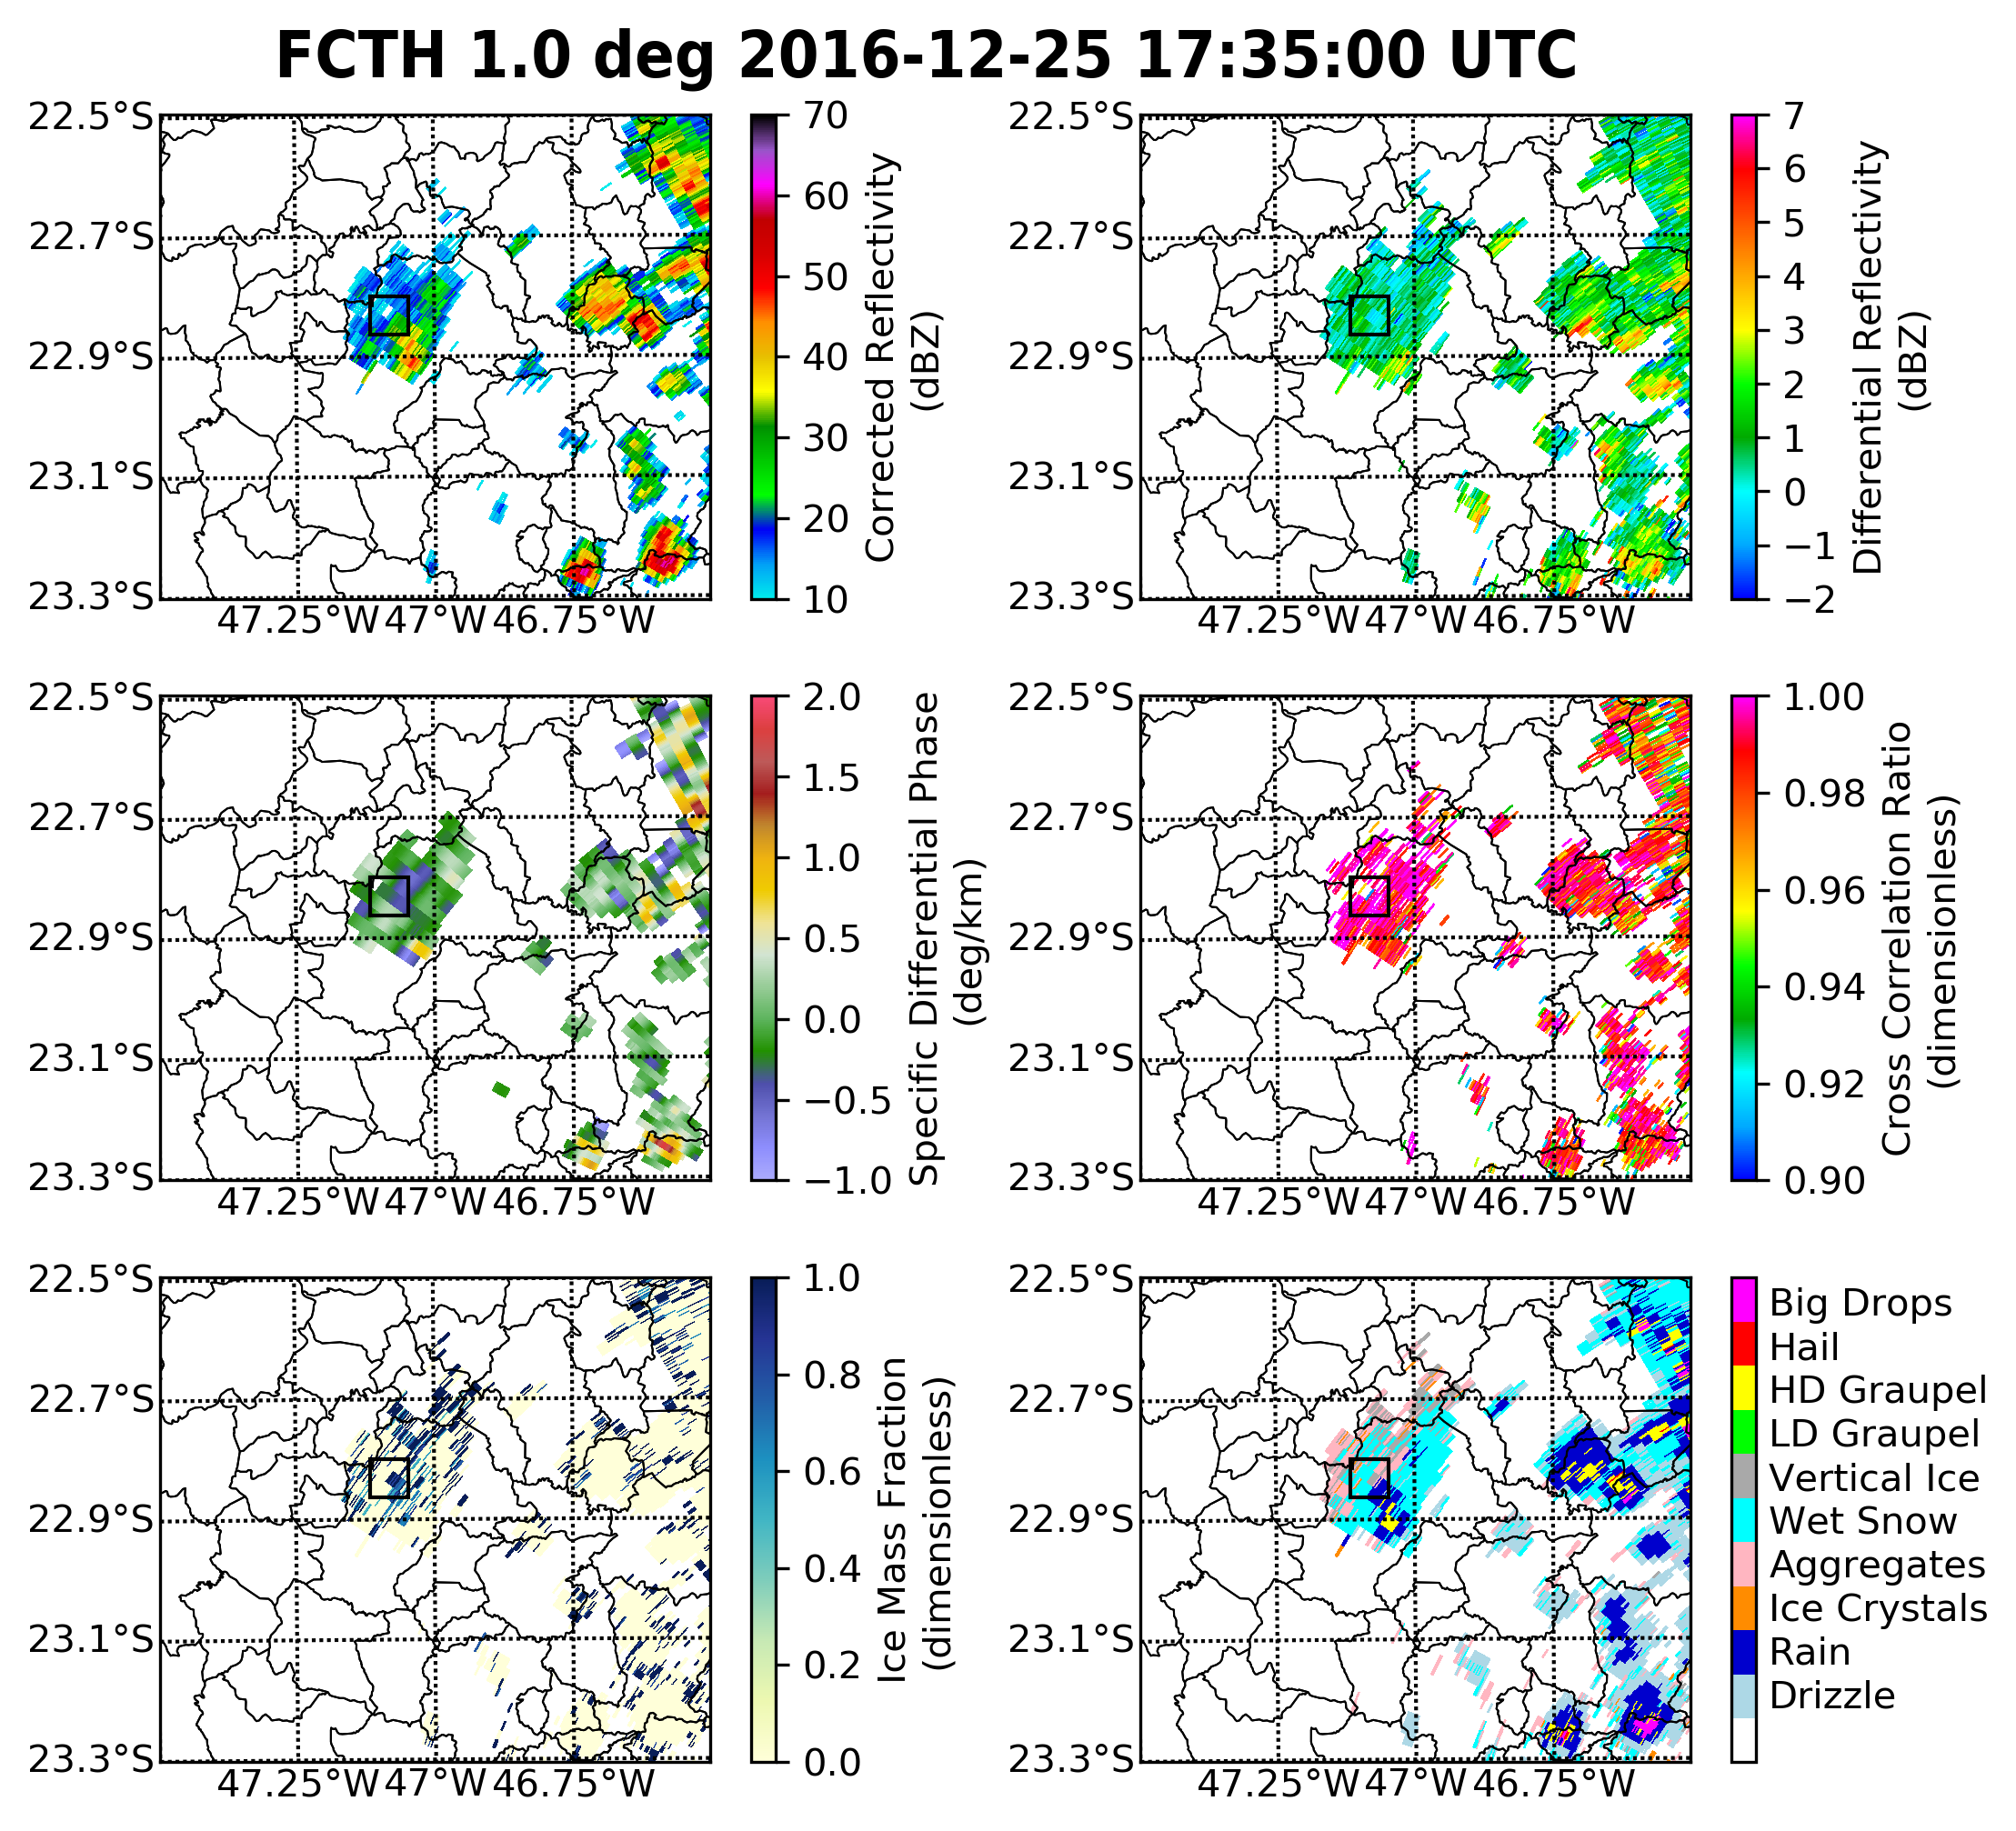 FCTH 1.0 deg 2016-12-25 17:35:00 UTC
22.5°S
22.7°S
22.9°S
23.1°S
23.3°S
47.25°W
47°W
46.75°W
70
60
50
40
30
20
10
Corrected Reflectivity
(dBZ)
22.5°S
22.7°S
22.9°S
23.1°S
23.3°S
47.25°W
47°W
46.75°W
7
6
5
4
3
2
1
0
−1
−2
Differential Reflectivity
(dBZ)
22.5°S
22.7°S
22.9°S
23.1°S
23.3°S
47.25°W
47°W
46.75°W
2.0
1.5
1.0
0.5
0.0
−0.5
−1.0
Specific Differential Phase
(deg/km)
22.5°S
22.7°S
22.9°S
23.1°S
23.3°S
47.25°W
47°W
46.75°W
1.00
0.98
0.96
0.94
0.92
0.90
Cross Correlation Ratio
(dimensionless)
22.5°S
22.7°S
22.9°S
23.1°S
23.3°S
47.25°W
47°W
46.75°W
1.0
0.8
0.6
0.4
0.2
0.0
Ice Mass Fraction
(dimensionless)
22.5°S
22.7°S
22.9°S
23.1°S
23.3°S
47.25°W
47°W
46.75°W
Big Drops
Hail
HD Graupel
LD Graupel
Vertical Ice
Wet Snow
Aggregates
Ice Crystals
Rain
Drizzle